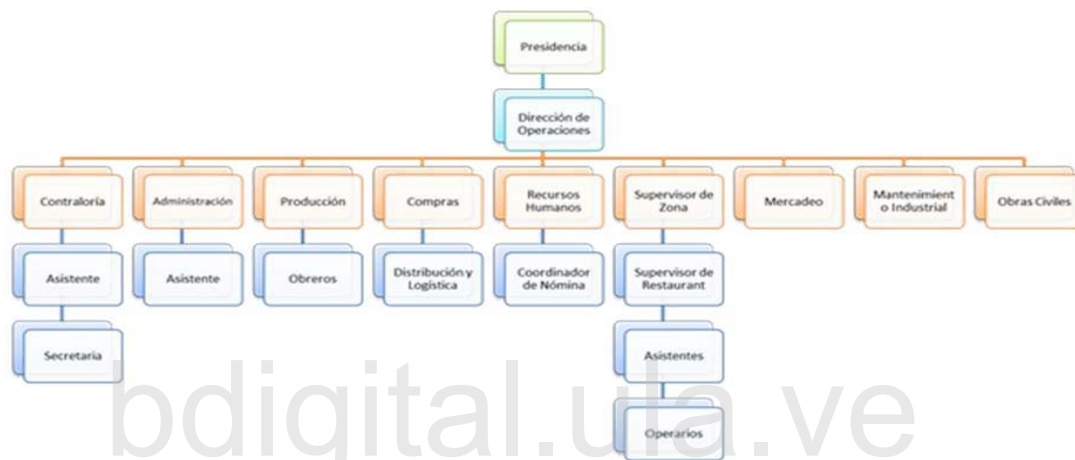 Presidencia
Dirección de
Operaciones
Contraloría
Administración
Producción
Compras
Recursos
Humanos
Supervisor de
Zona
Mercadeo
Mantenimient
o Industrial
Obras Civiles
Asistente
Asistente
Obreros
Distribución y
Logística
Coordinador
de Nómina
Supervisor de
Restaurant
Secretaria
Asistentes
Operarios
bdigital.ula.ve